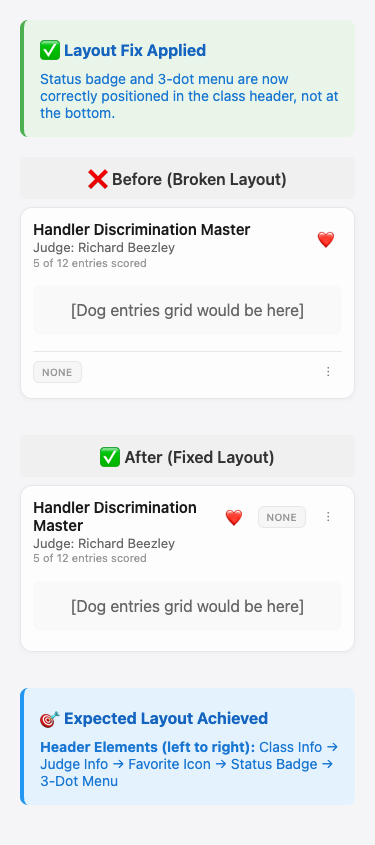 ✅ Layout Fix Applied
Status badge and 3-dot menu are now
correctly positioned in the class header, not at
the bottom.
❌ Before (Broken Layout)
Handler Discrimination Master
Judge: Richard Beezley
5 of 12 entries scored
❤️
[Dog entries grid would be here]
NONE ⋮
✅ After (Fixed Layout)
Handler Discrimination
Master
Judge: Richard Beezley
5 of 12 entries scored
❤️ NONE ⋮
[Dog entries grid would be here]
🎯 Expected Layout Achieved
Header Elements (left to right): Class Info →
Judge Info → Favorite Icon → Status Badge →
3-Dot Menu